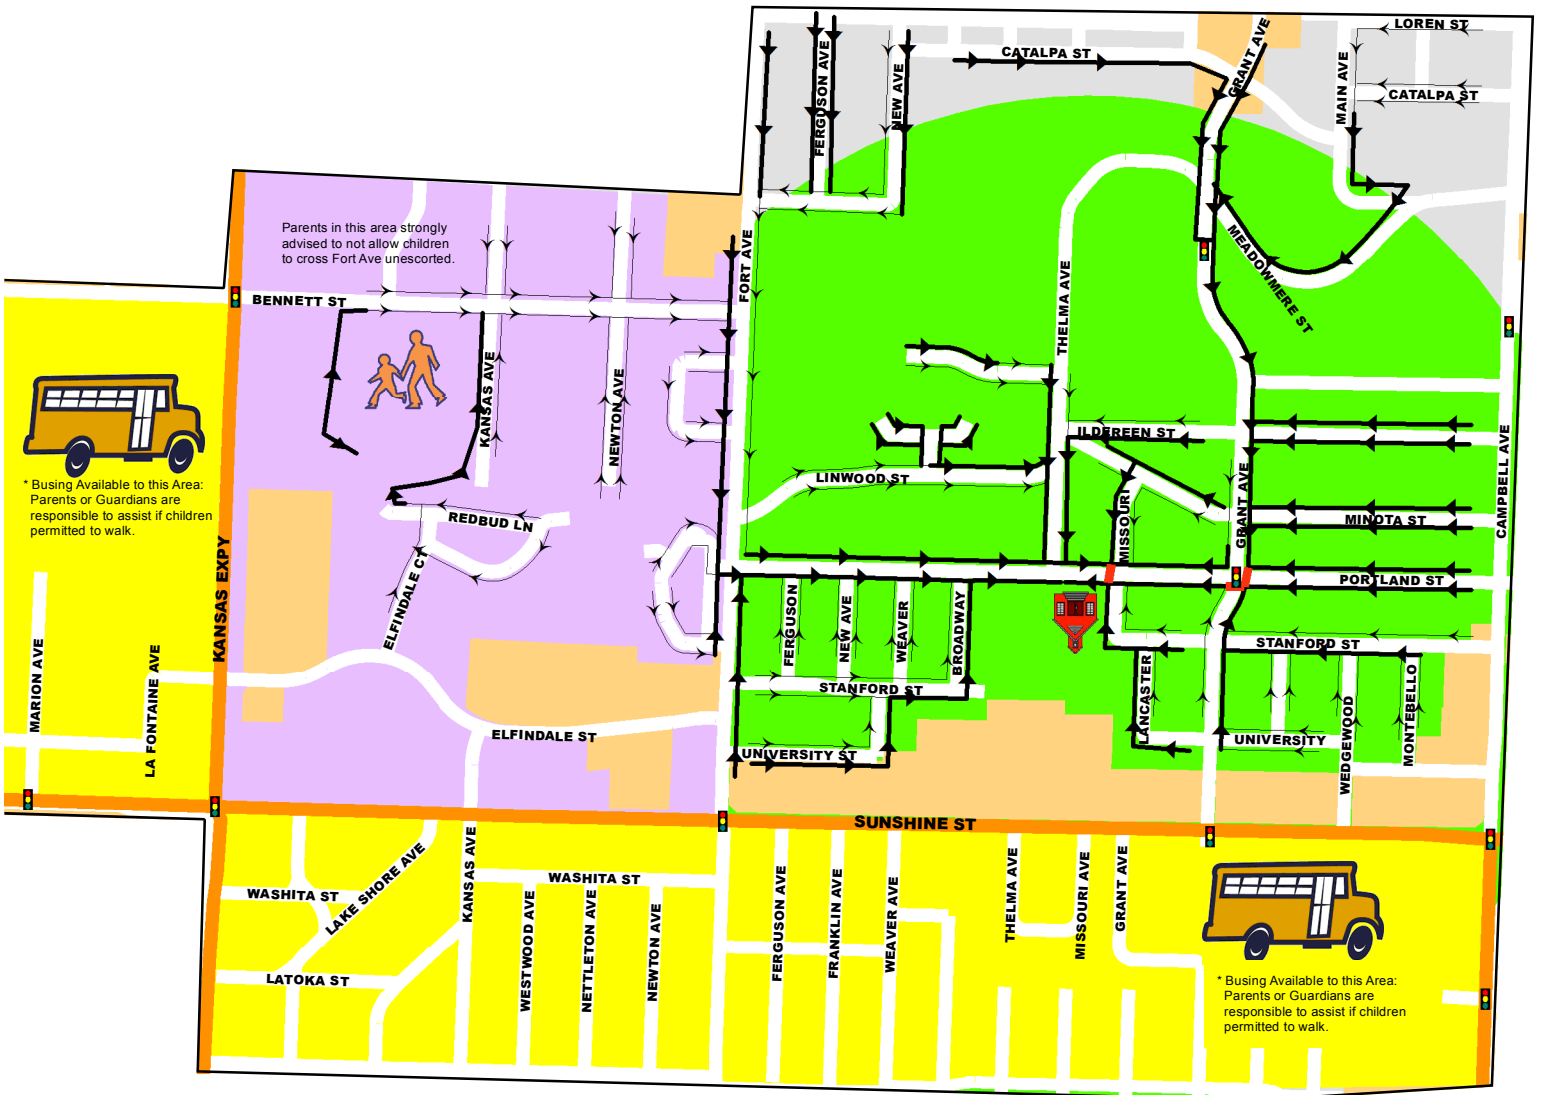 LOREN ST
GRANT AVE
CATALPA ST
FERGUSON AVE
NEW AVE
MAIN AVE
CATALPA ST
Parents in this area strongly
advised to not allow children
to cross Fort Ave unescorted.
FORT AVE
MEADOWMERE ST
THELMA AVE
BENNETT ST
KANSAS AVE
NEWTON AVE
ILDEREEN ST
CAMPBELL AVE
LINWOOD ST
GRANT AVE
MISSOURI
MINOTA ST
* Busing Available to this Area:
Parents or Guardians are
responsible to assist if children
permitted to walk.
REDBUD LN
KANSAS EXPY
ELFINDALE CT
PORTLAND ST
FERGUSON
NEW AVE
WEAVER
BROADWAY
STANFORD ST
MARION AVE
LA FONTAINE AVE
STANFORD ST
LANCASTER
MONTEBELLO
WEDGEWOOD
ELFINDALE ST
UNIVERSITY ST
UNIVERSITY
SUNSHINE ST
WASHITA ST
LAKE SHORE AVE
KANSAS AVE
WASHITA ST
WESTWOOD AVE
NETTLETON AVE
NEWTON AVE
FERGUSON AVE
FRANKLIN AVE
WEAVER AVE
THELMA AVE
MISSOURI AVE
GRANT AVE
LATOKA ST
* Busing Available to this Area:
Parents or Guardians are
responsible to assist if children
permitted to walk.